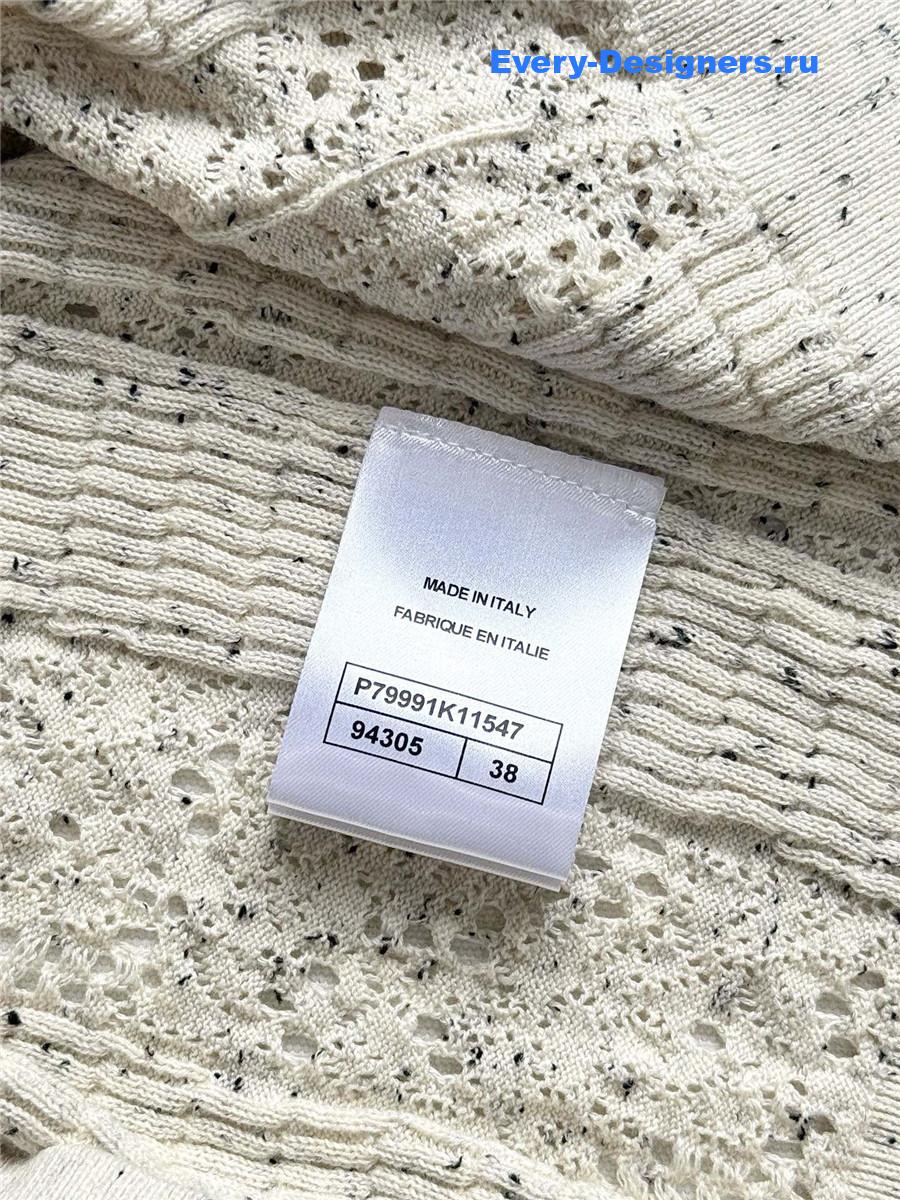 Every-Designers.ru
MADE IN ITALY
FABRIQUE EN ITALIE
P79991K11547
94305 38